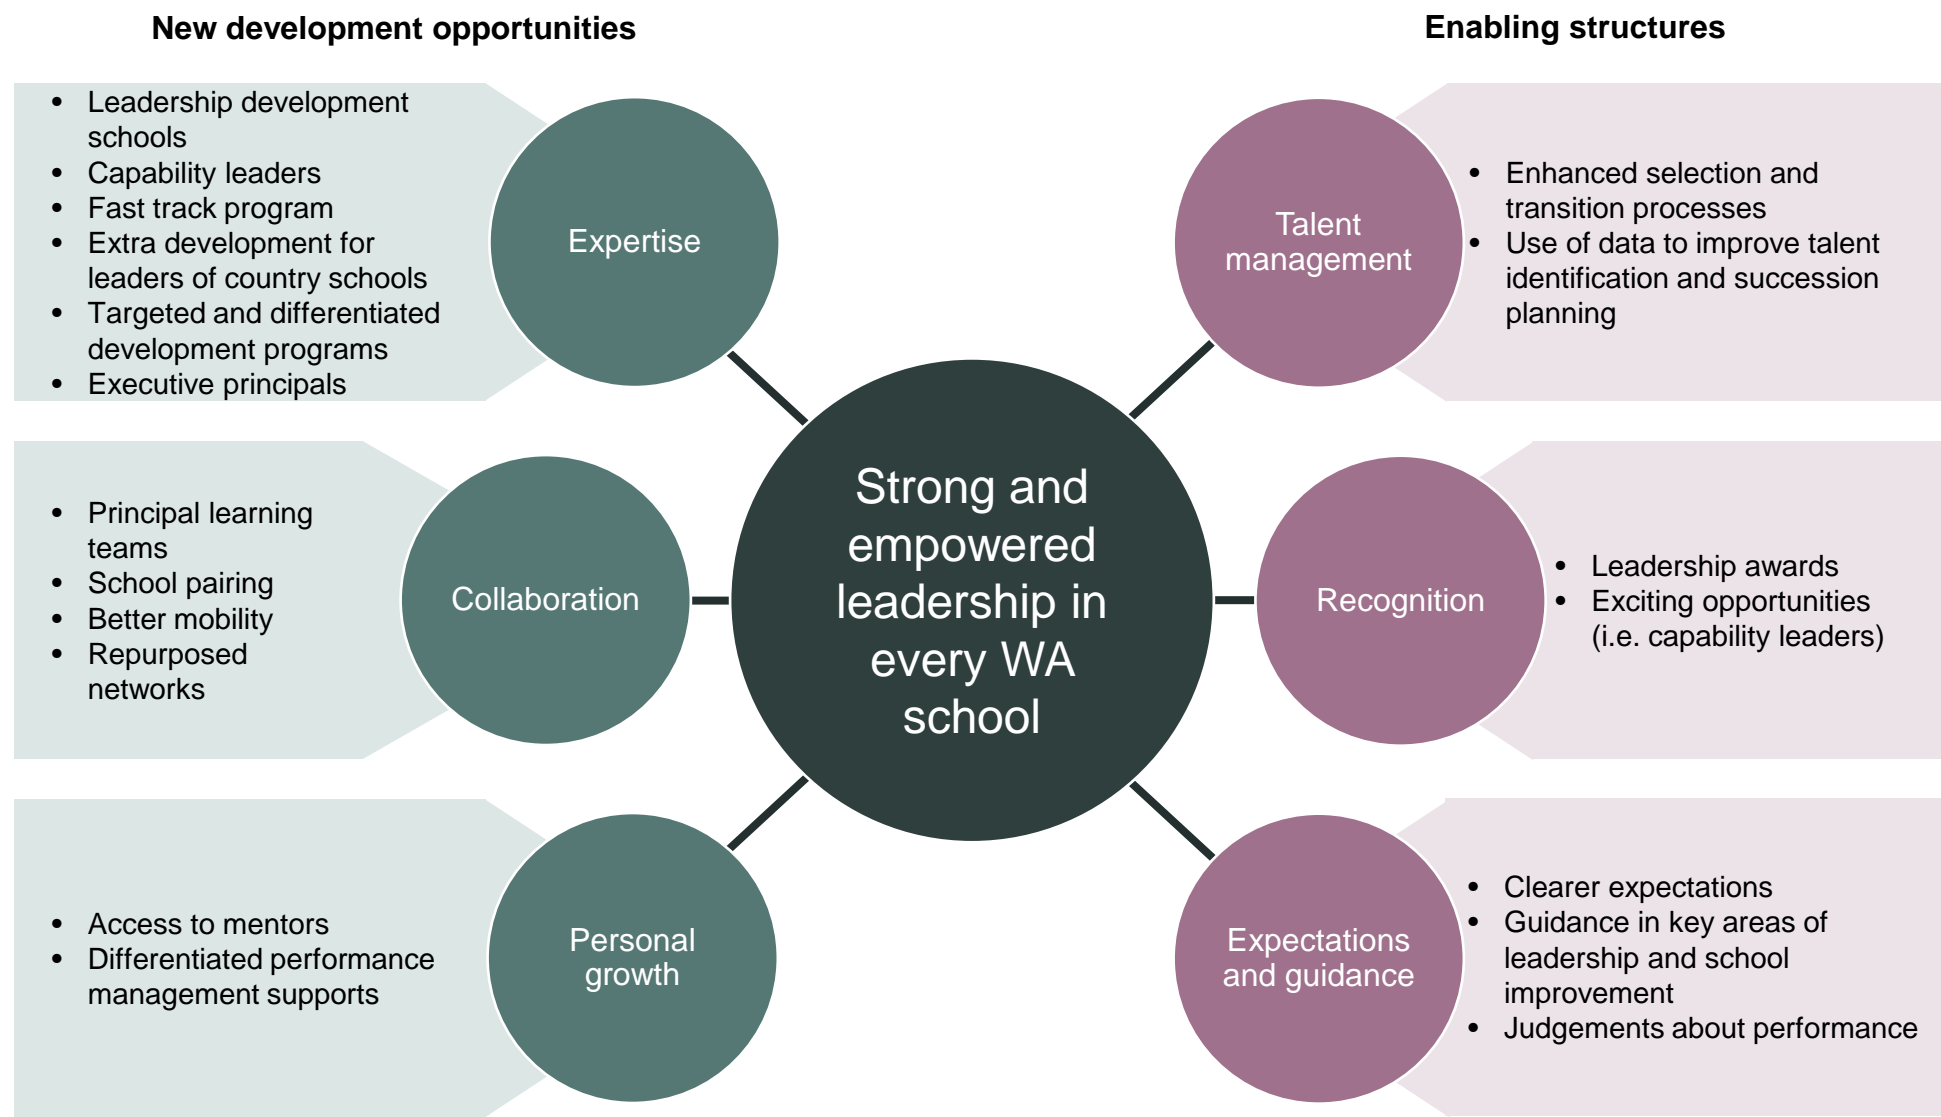 New development opportunities
• Leadership development
schools
• Capability leaders
• Fast track program
• Extra development for
leaders of country schools
• Targeted and differentiated
development programs
• Executive principals
Expertise
• Principal learning
teams
• School pairing
• Better mobility
• Repurposed
networks
Collaboration
• Access to mentors
• Differentiated performance
management supports
Personal
growth
Strong and
empowered
leadership in
every WA
school
Enabling structures
Talent
management
• Enhanced selection and
transition processes
• Use of data to improve talent
identification and succession
planning
Recognition
• Leadership awards
• Exciting opportunities
(i.e. capability leaders)
Expectations
and guidance
• Clearer expectations
• Guidance in key areas of
leadership and school
improvement
• Judgements about performance